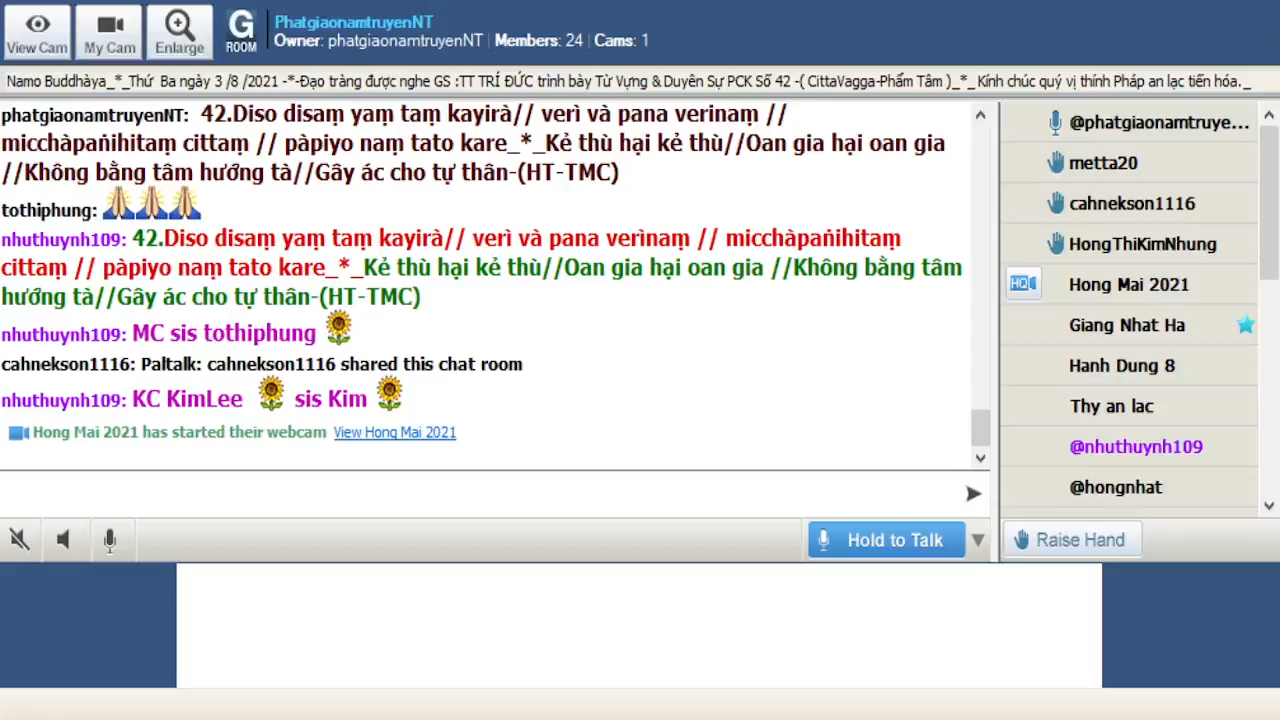 View Cam
My Cam
Enlarge
G
ROOM
PhatgiaonamtruyenNT
Owner: phatgiaonamtruyenNT | Members: 24 | Cams: 1
Namo Buddhàya_*_Thứ Ba ngày 3 /8 /2021 -*-Đạo tràng được nghe GS :TT TRÍ ĐỨC trình bày Từ Vựng & Duyên Sự PCK Số 42 -( CittaVagga-Phẩm Tâm )_*_Kính chúc quý vị thính Pháp an lạc tiến hóa._
phatgiaonamtruyenNT: 42.Diso disaṃ yaṃ taṃ kayirà// verì và pana verinaṃ //
micchàpaṅihitaṃ cittaṃ // pàpiyo naṃ tato kare_*_Kẻ thù hại kẻ thù//Oan gia hại oan gia
//Không bằng tâm hướng tà//Gây ác cho tự thân-(HT-TMC)
tothiphung:
nhuthuynh109: 42.Diso disaṃ yaṃ taṃ kayirà// verì và pana verìnaṃ // micchàpaṅihitaṃ
cittaṃ // pàpiyo naṃ tato kare_*_Kẻ thù hại kẻ thù//Oan gia hại oan gia //Không bằng tâm
hướng tà//Gây ác cho tự thân-(HT-TMC)
nhuthuynh109: MC sis tothiphung
cahnekson1116: Paltalk: cahnekson1116 shared this chat room
nhuthuynh109: KC KimLee sis Kim
Hong Mai 2021 has started their webcam View Hong Mai 2021
@phatgiaonamtruye...
metta20
cahnekson1116
HongThiKimNhung
HQ
Hong Mai 2021
Giang Nhat Ha
Hanh Dung 8
Thy an lac
@nhuthuynh109
@hongnhat
Hold to Talk
Raise Hand